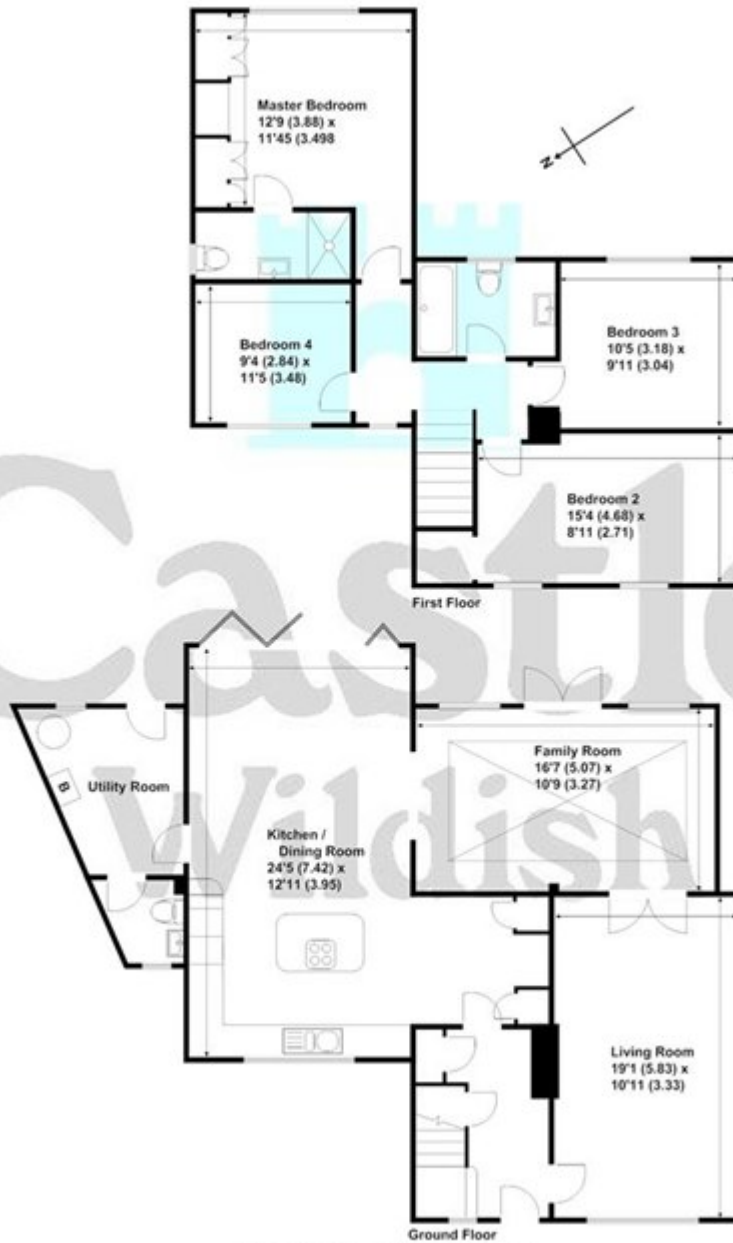 Master Bedroom
12'9 (3.88) x
11'45 (3.498
N
Bedroom 4
9'4 (2.84) x
11'5 (3.48)
Bedroom 3
10'5 (3.18) x
9'11 (3.04)
Bedroom 2
15'4 (4.68) x
8'11 (2.71)
First Floor
Castle
Wildish
Utility Room
B
Kitchen /
Dining Room
24'5 (7.42) x
12'11 (3.95)
Family Room
16'7 (5.07) x
10'9 (3.27)
Living Room
19'1 (5.83) x
10'11 (3.33)
Ground Floor